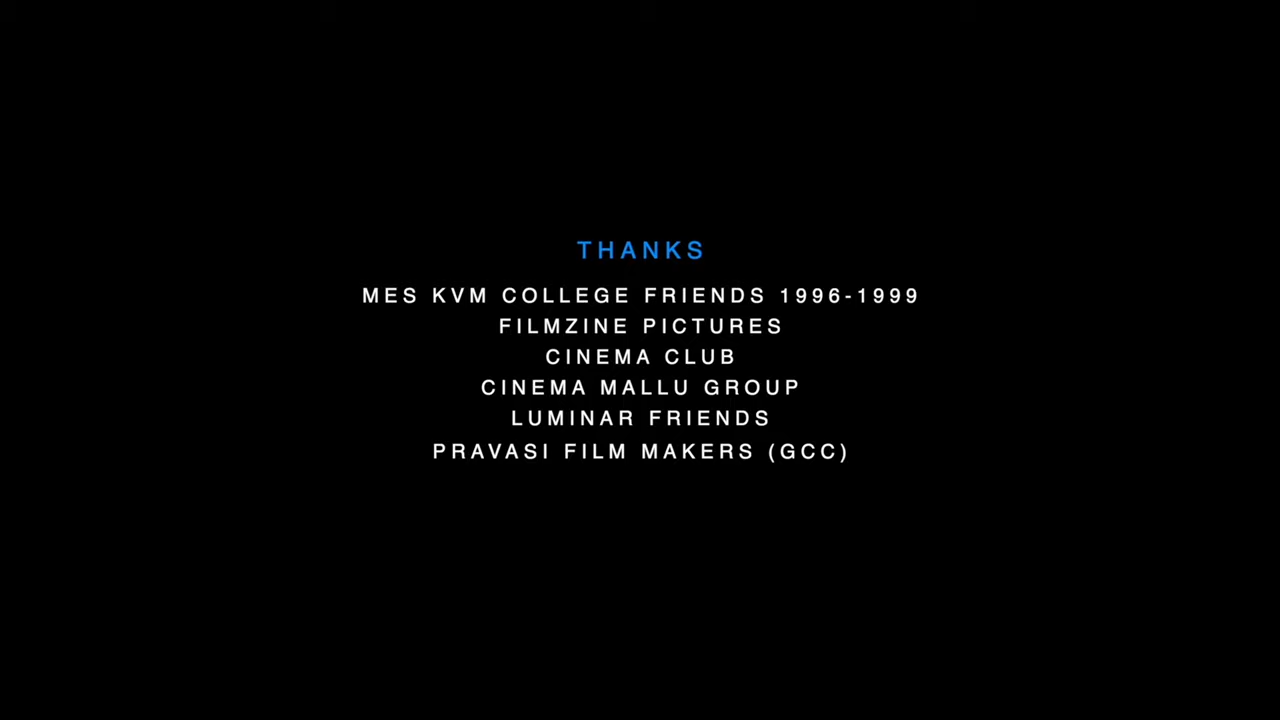 THANKS
MES KVM COLLEGE FRIENDS 1996-1999
FILMZINE PICTURES
CINEMA CLUB
CINEMA MALLU GROUP
LUMINAR FRIENDS
PRAVASI FILM MAKERS (GCC)